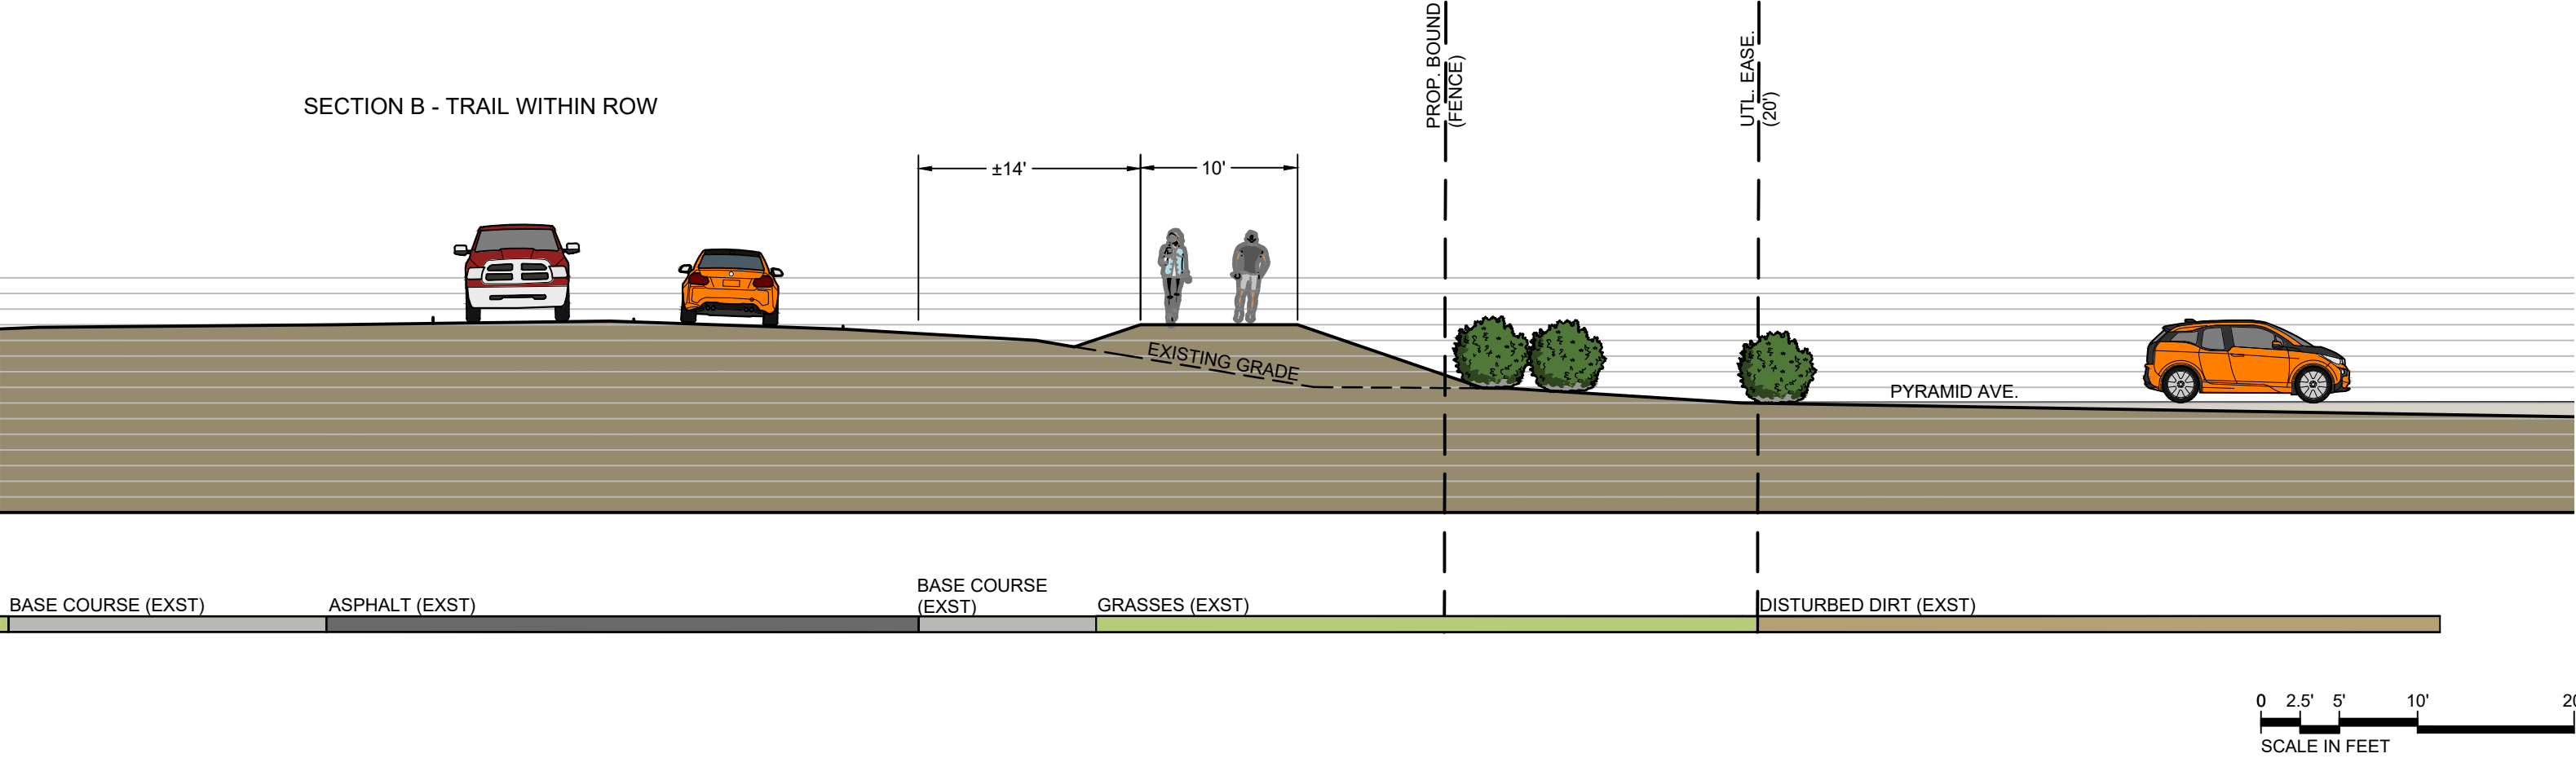 PROP. BOUND
(FENCE)
UTL. EASE.
(20')
SECTION B - TRAIL WITHIN ROW
±14'
10'
EXISTING GRADE
PYRAMID AVE.
BASE COURSE (EXST)
ASPHALT (EXST)
BASE COURSE
(EXST)
GRASSES (EXST)
DISTURBED DIRT (EXST)
0 2.5' 5' 10'
SCALE IN FEET